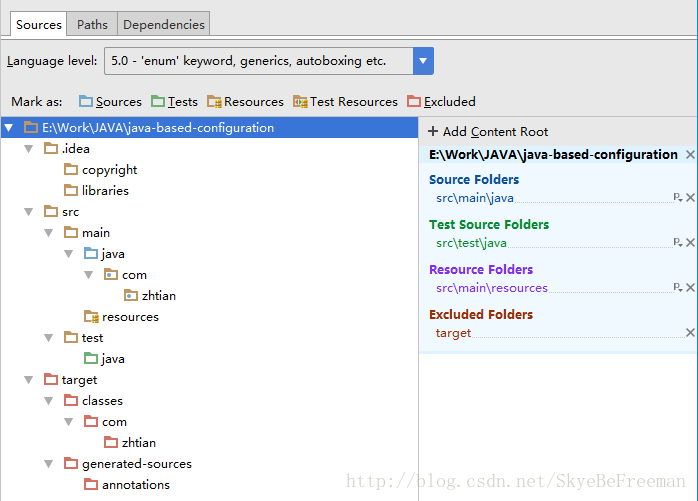 Sources Paths Dependencies
Language level: 5.0 - 'enum' keyword, generics, autoboxing etc.
Mark as: Sources Tests Resources Test Resources Excluded
E:\Work\JAVA\java-based-configuration
.idea
copyright
libraries
src
main
java
com
zhtian
resources
test
java
target
classes
com
zhtian
generated-sources
annotations
+ Add Content Root
E:\Work\JAVA\java-based-configuration
Source Folders
src\main\java
Test Source Folders
src\test\java
Resource Folders
src\main\resources
Excluded Folders
target
http://blog.csdn.net/SkyeBeFreeman